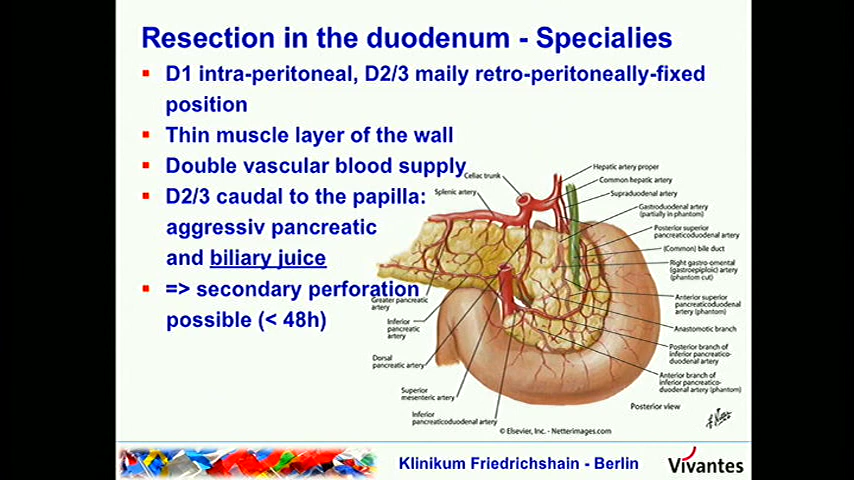 Resection in the duodenum - Specialies
D1 intra-peritoneal, D2/3 maily retro-peritoneally-fixed
position
Thin muscle layer of the wall
Double vascular blood supply
D2/3 caudal to the papilla:
aggressiv pancreatic
and biliary juice
=> secondary perforation
possible (< 48h)
Celiac trunk
Splenic artery
Hepatic artery proper
Common hepatic artery
Supraduodenal artery
Gastroduodenal artery
(partially in phantom)
Posterior superior
pancreaticoduodenal artery
(Common) bile duct
Right gastro-omental
(gastroepiploic) artery
(phantom cut)
Anterior superior
pancreaticoduodenal
artery (phantom)
Anastomotic branch
Posterior branch of
inferior pancreatico-
duodenal artery
Anterior branch of
inferior pancreatico-
duodenal artery (phantom)
Greater pancreatic
artery
Inferior
pancreatic
artery
Dorsal
pancreatic artery
Superior
mesenteric artery
Inferior
pancreaticoduodenal artery
Posterior view
© Elsevier, Inc. - Netterimages.com
Klinikum Friedrichshain - Berlin
Vivantes